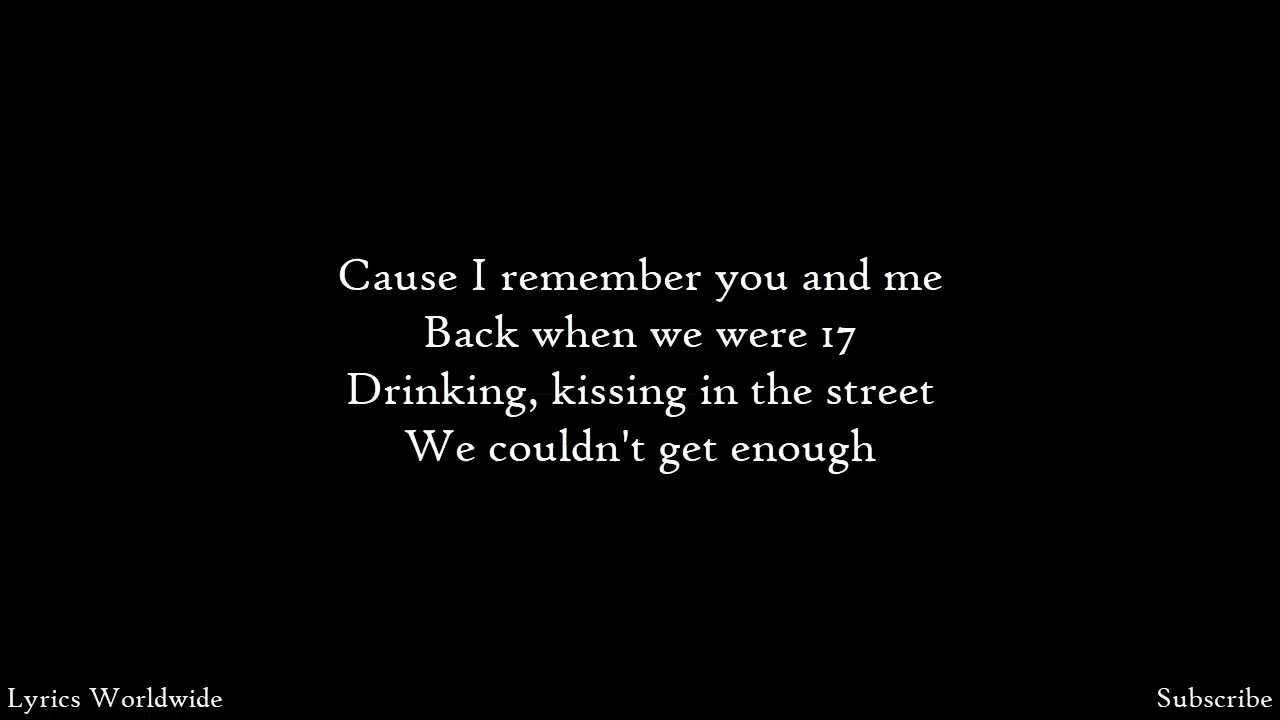 Cause I remember you and me
Back when we were 17
Drinking, kissing in the street
We couldn't get enough
Lyrics Worldwide
Subscribe